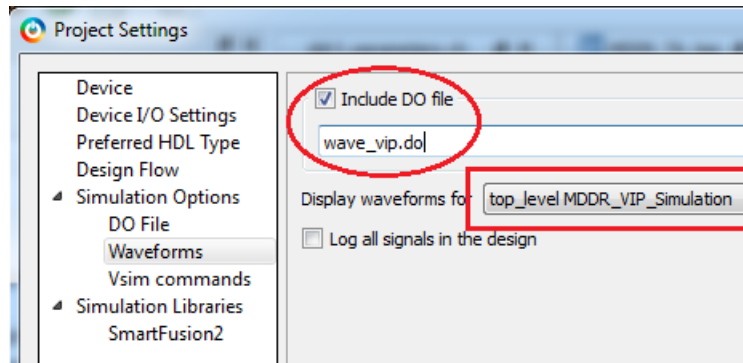 Project Settings
Device
Device I/O Settings
Preferred HDL Type
Design Flow
Simulation Options
DO File
Waveforms
Vsim commands
Simulation Libraries
SmartFusion2
Include DO file
wave_vip.do
Display waveforms for top_level MDDR_VIP_Simulation
Log all signals in the design